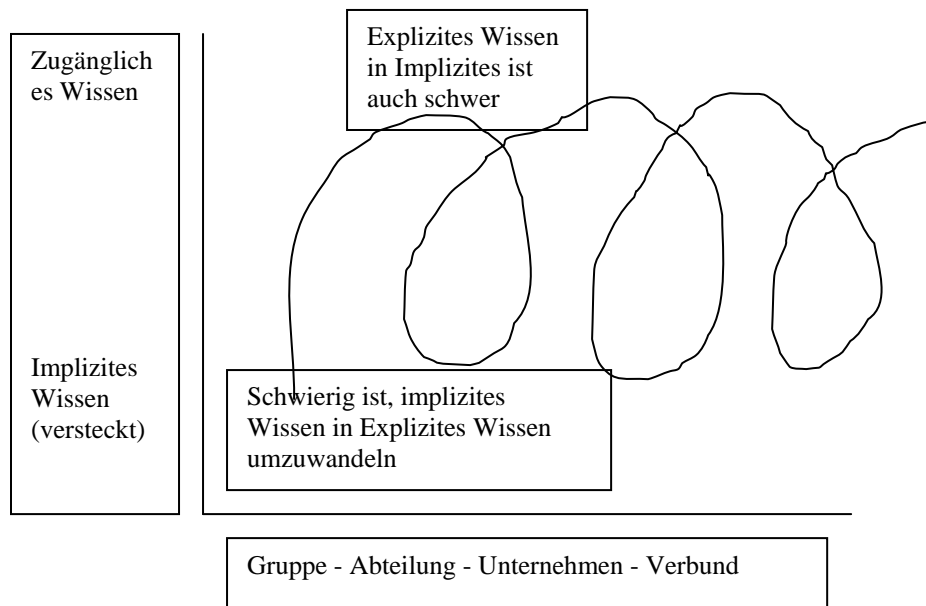 Zugänglich
es Wissen
Implizites
Wissen
(versteckt)
Explizites Wissen
in Implizites ist
auch schwer
Schwierig ist, implizites
Wissen in Explizites Wissen
umzuwandeln
Gruppe - Abteilung - Unternehmen - Verbund